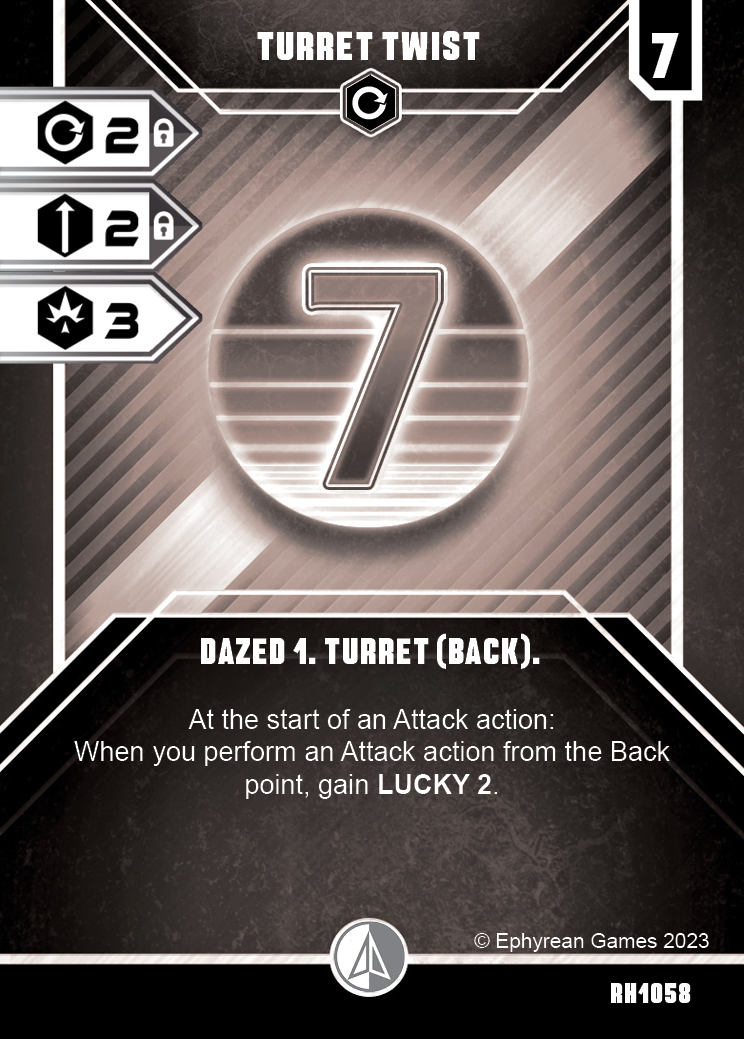 TURRET TWIST
7
2
2
3
7
DAZED 1. TURRET (BACK).
At the start of an Attack action:
When you perform an Attack action from the Back
point, gain LUCKY 2.
© Ephyrean Games 2023
RH1058